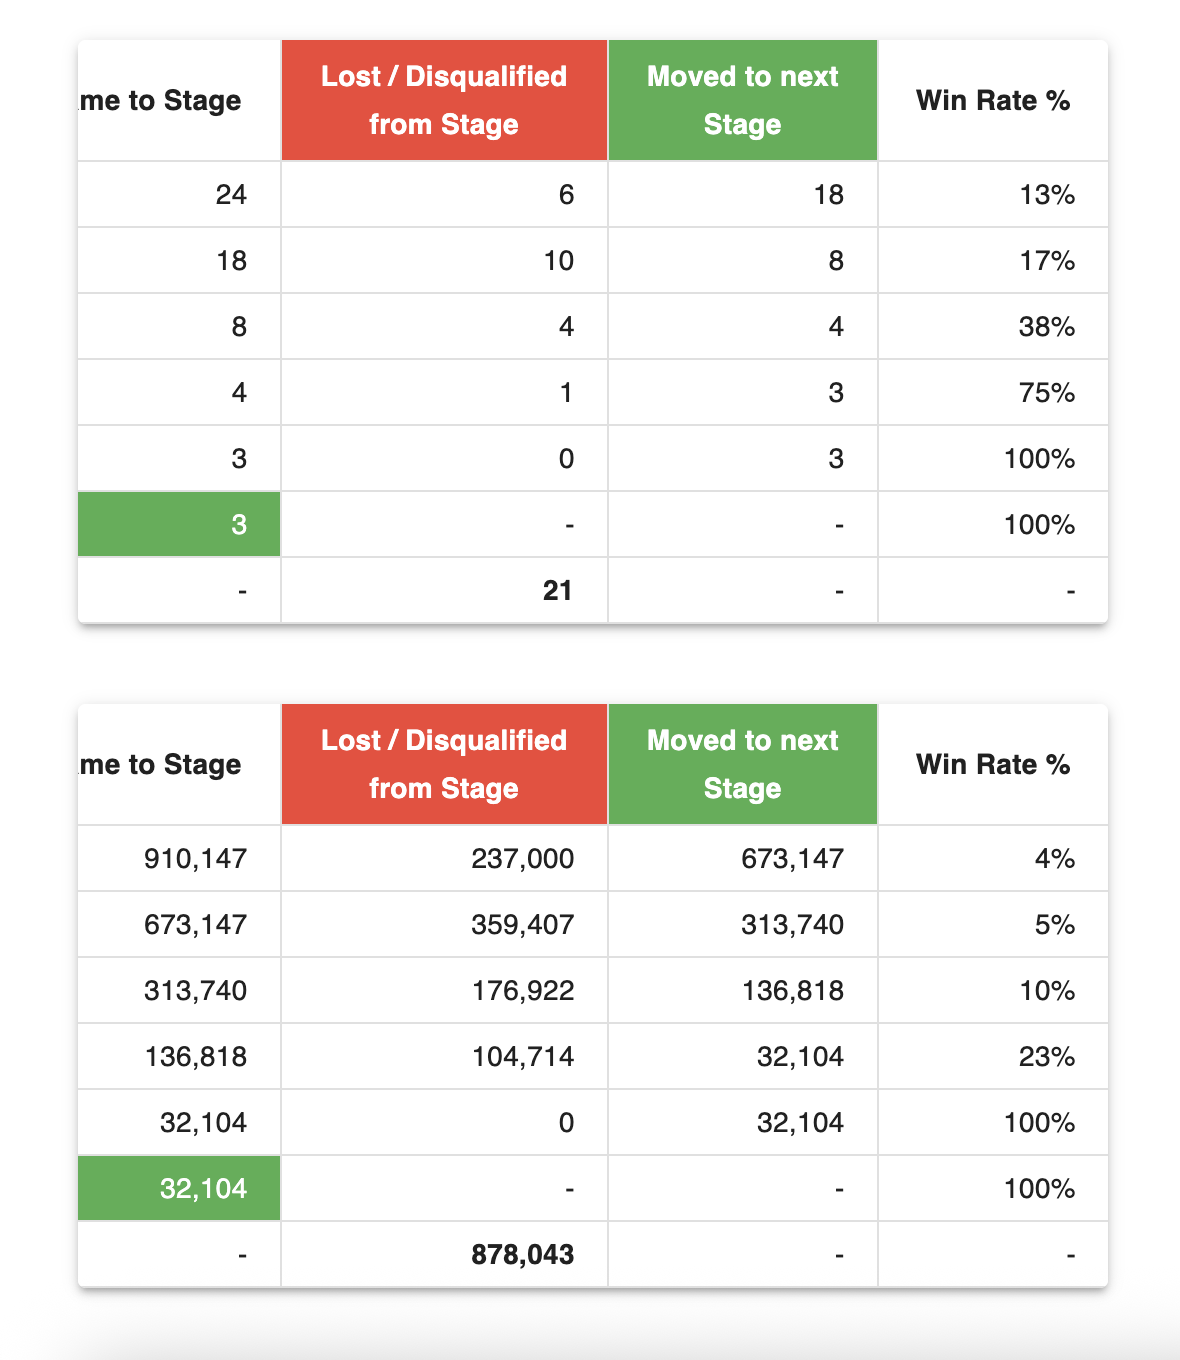 me to Stage
Lost / Disqualified
from Stage
Moved to next
Stage
Win Rate %
24 6 18 13%
18 10 8 17%
8 4 4 38%
4 1 3 75%
3 0 3 100%
3 - - 100%
- 21 - -
me to Stage
Lost / Disqualified
from Stage
Moved to next
Stage
Win Rate %
910,147 237,000 673,147 4%
673,147 359,407 313,740 5%
313,740 176,922 136,818 10%
136,818 104,714 32,104 23%
32,104 0 32,104 100%
32,104 - - 100%
- 878,043 - -